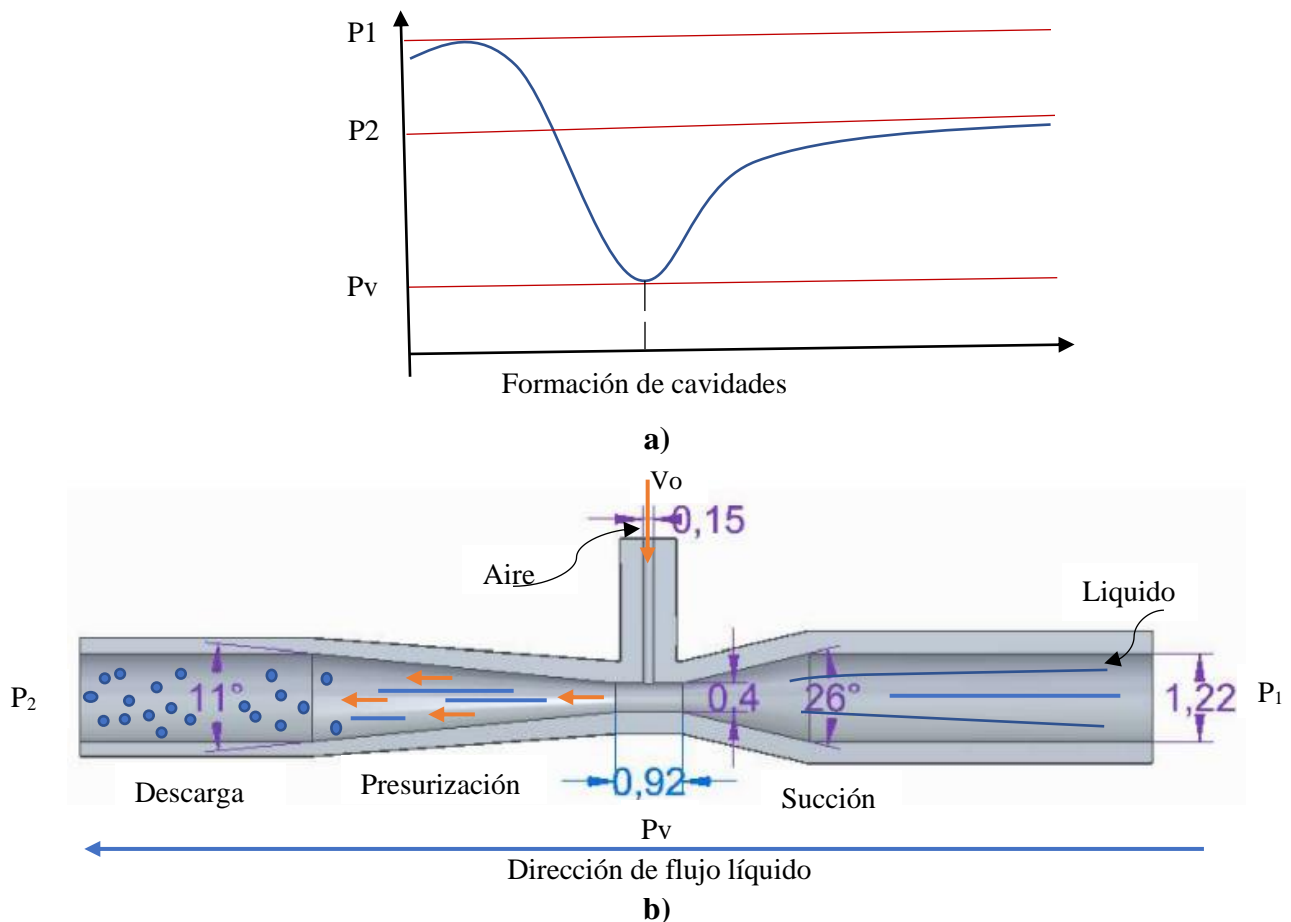 P1
P2
Pv
Formación de cavidades
a)
Vo
0,15
Aire
Liquido
P2
11°
0,4
26°
1,22
P1
0,92
Descarga
Presurización
Succión
Pv
Dirección de flujo líquido
b)